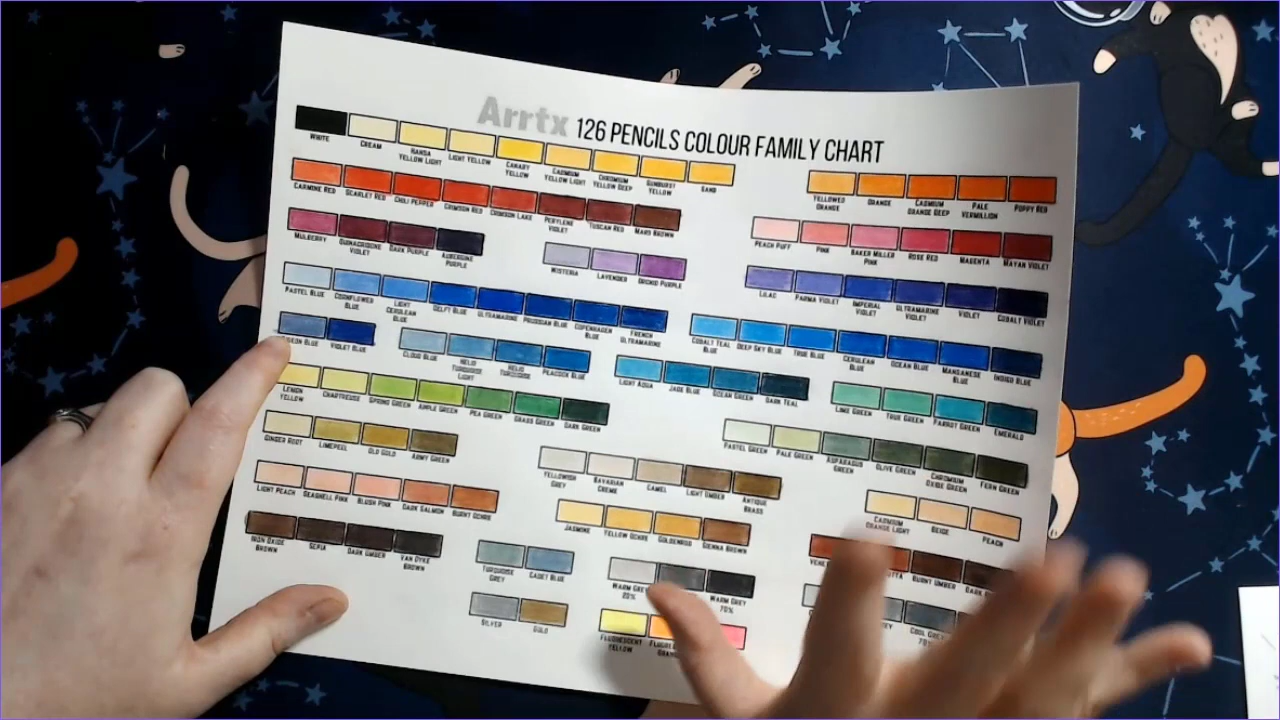 Arrtx 126 PENCILS COLOUR FAMILY CHART
WHITE CREAM HANSA YELLOW LIGHT LIGHT YELLOW CANARY YELLOW CADMIUM YELLOW LIGHT CHROMIUM YELLOW DEEP SUNBURST YELLOW SAND YELLOWED ORANGE ORANGE CADMIUM ORANGE DEEP PALE VERMILLION POPPY RED
CARMINE RED SCARLET RED CHILI PEPPER CRIMSON RED CRIMSON LAKE PERYLENE VIOLET TUSCAN RED MARS BROWN PEACH PUFF PINK BAKER MILLER PINK ROSE RED MAGENTA MAYAN VIOLET
MULBERRY QUINACRIDONE VIOLET DARK PURPLE AUBERGINE PURPLE WISTERIA LAVENDER ORCHID PURPLE LILAC PARMA VIOLET IMPERIAL VIOLET ULTRAMARINE VIOLET VIOLET COBALT VIOLET
PASTEL BLUE CORNFLOWER BLUE LIGHT CERULEAN BLUE DELFT BLUE ULTRAMARINE PRUSSIAN BLUE COPENHAGEN BLUE FRENCH ULTRAMARINE COBALT TEAL BLUE DEEP SKY BLUE TRUE BLUE CERULEAN BLUE OCEAN BLUE MANGANESE BLUE INDIGO BLUE
BLUE VIOLET BLUE CLOUD BLUE HELIO TURQUOISE LIGHT HELIO TURQUOISE PEACOCK BLUE LIGHT AQUA JADE BLUE OCEAN GREEN DARK TEAL LIME GREEN TRUE GREEN PARROT GREEN EMERALD
LEMON YELLOW CHARTREUSE SPRING GREEN APPLE GREEN PEA GREEN GRASS GREEN DARK GREEN PASTEL GREEN PALE GREEN ASPARAGUS GREEN OLIVE GREEN CHROMIUM OXIDE GREEN FERN GREEN
GINGER ROOT LIMEPEEL OLD GOLD ARMY GREEN YELLOWISH GREY BAVARIAN CREME CAMEL LIGHT UMBER ANTIQUE BRASS CADMIUM ORANGE LIGHT BEIGE PEACH
LIGHT PEACH SEASHELL PINK BLUSH PINK DARK SALMON BURNT OCHRE JASMINE YELLOW OCHRE GOLDENROD SIENNA BROWN BURNT UMBER DARK
IRON OXIDE BROWN SEPIA DARK UMBER VAN DYKE BROWN TURQUOISE GREY CADET BLUE WARM GREY 20% WARM GREY 70% COOL GREY 70%
SILVER GOLD FLUORESCENT YELLOW